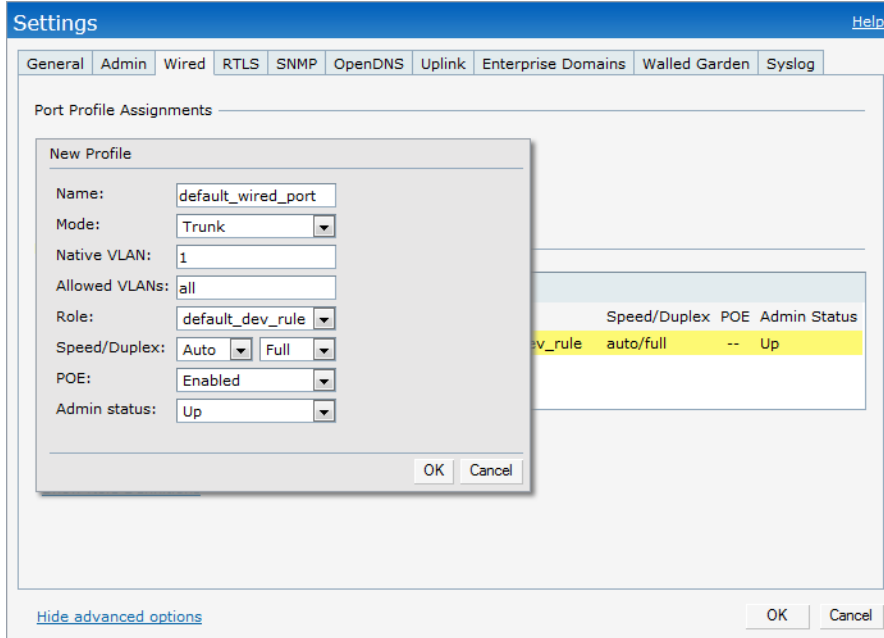 Settings Help
General Admin Wired RTLS SNMP OpenDNS Uplink Enterprise Domains Walled Garden Syslog
Port Profile Assignments
New Profile
Name: default_wired_port
Mode: Trunk
Native VLAN: 1
Allowed VLANs: all
Role: default_dev_rule
Speed/Duplex: Auto Full
POE: Enabled
Admin status: Up
OK Cancel
Speed/Duplex POE Admin Status
ev_rule auto/full -- Up
Hide advanced options
OK Cancel